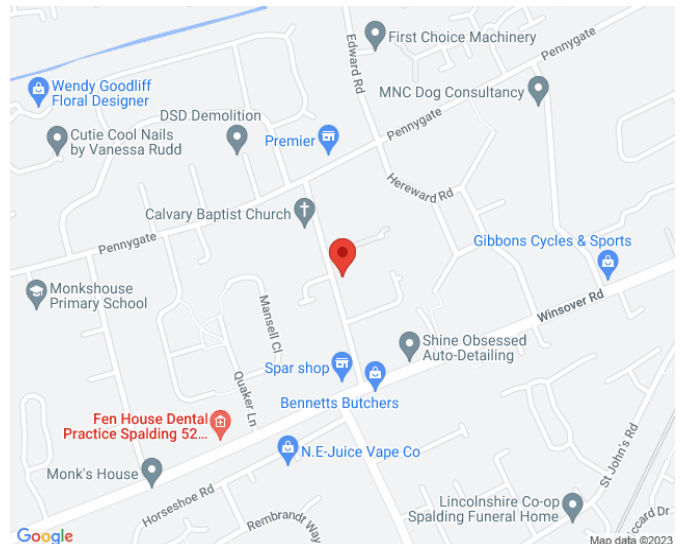 First Choice Machinery
Edward Rd
Pennygate
Wendy Goodliff
Floral Designer
MNC Dog Consultancy
DSD Demolition
Cutie Cool Nails
by Vanessa Rudd
Premier
Pennygate
Hereward Rd
Calvary Baptist Church
Pennygate
Gibbons Cycles & Sports
Monkshouse
Primary School
Mansell Cl
Winsover Rd
Shine Obsessed
Auto-Detailing
Spar shop
Quaker Ln
Bennetts Butchers
Fen House Dental
Practice Spalding 52...
N.E-Juice Vape Co
St John's Rd
Monk's House
Horseshoe Rd
Lincolnshire Co-op
Spalding Funeral Home
Rembrandt Way
iccard Dr
Google
Map data ©2023